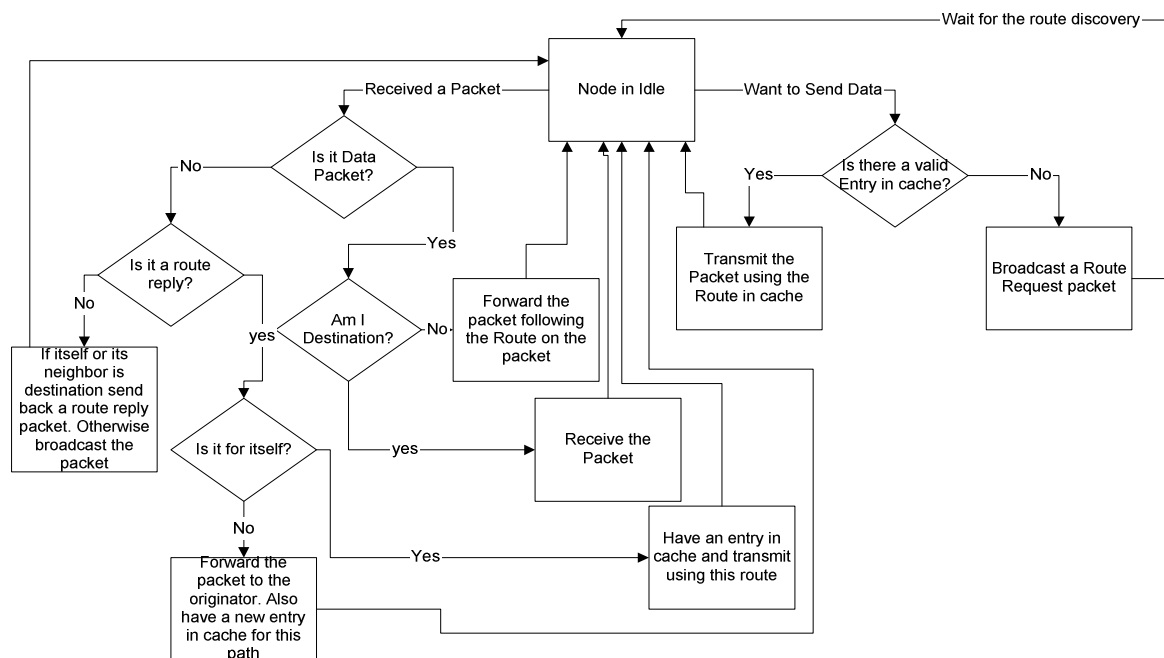 Wait for the route discovery
Node in Idle
Received a Packet
Want to Send Data
Is it Data
Packet?
Is there a valid
Entry in cache?
No
Yes
No
Yes
Is it a route
reply?
Transmit the
Packet using the
Route in cache
Broadcast a Route
Request packet
No
yes
Am I
Destination?
No
Forward the
packet following
the Route on the
packet
If itself or its
neighbor is
destination send
back a route reply
packet. Otherwise
broadcast the
packet
Is it for itself?
yes
Receive the
Packet
No
Yes
Have an entry in
cache and transmit
using this route
Forward the
packet to the
originator. Also
have a new entry
in cache for this
path